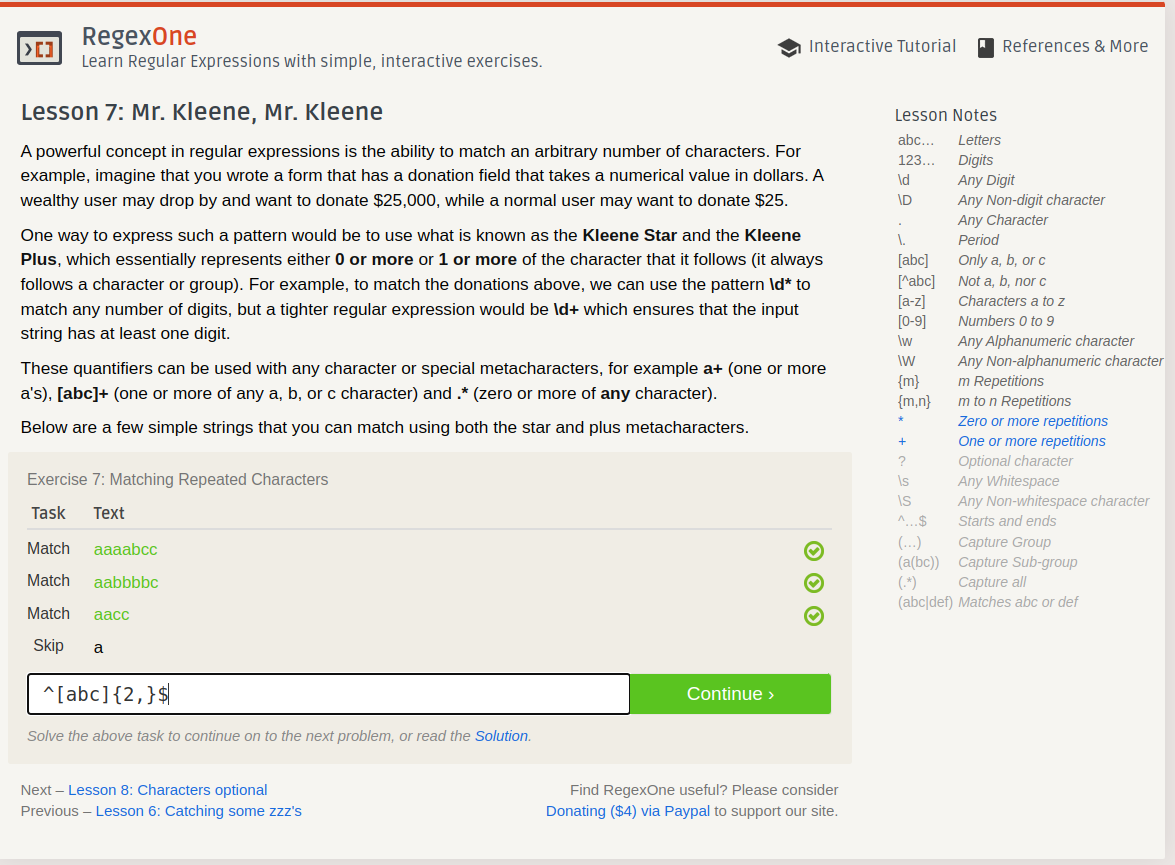 RegexOne
Learn Regular Expressions with simple, interactive exercises.
Interactive Tutorial
References & More
Lesson 7: Mr. Kleene, Mr. Kleene
A powerful concept in regular expressions is the ability to match an arbitrary number of characters. For
example, imagine that you wrote a form that has a donation field that takes a numerical value in dollars. A
wealthy user may drop by and want to donate $25,000, while a normal user may want to donate $25.
One way to express such a pattern would be to use what is known as the Kleene Star and the Kleene
Plus, which essentially represents either 0 or more or 1 or more of the character that it follows (it always
follows a character or group). For example, to match the donations above, we can use the pattern \d* to
match any number of digits, but a tighter regular expression would be \d+ which ensures that the input
string has at least one digit.
These quantifiers can be used with any character or special metacharacters, for example a+ (one or more
a's), [abc]+ (one or more of any a, b, or c character) and .* (zero or more of any character).
Below are a few simple strings that you can match using both the star and plus metacharacters.
Exercise 7: Matching Repeated Characters
Task Text
Match aaaabcc
Match aabbbbc
Match aacc
Skip a
^[abc]{2,}$
Continue ›
Solve the above task to continue on to the next problem, or read the Solution.
Next – Lesson 8: Characters optional
Previous – Lesson 6: Catching some zzz's
Find RegexOne useful? Please consider
Donating ($4) via Paypal to support our site.
Lesson Notes
abc… Letters
123… Digits
\d Any Digit
\D Any Non-digit character
. Any Character
\. Period
[abc] Only a, b, or c
[^abc] Not a, b, nor c
[a-z] Characters a to z
[0-9] Numbers 0 to 9
\w Any Alphanumeric character
\W Any Non-alphanumeric character
{m} m Repetitions
{m,n} m to n Repetitions
* Zero or more repetitions
+ One or more repetitions
? Optional character
\s Any Whitespace
\S Any Non-whitespace character
^…$ Starts and ends
(…) Capture Group
(a(bc)) Capture Sub-group
(.*) Capture all
(abc|def) Matches abc or def